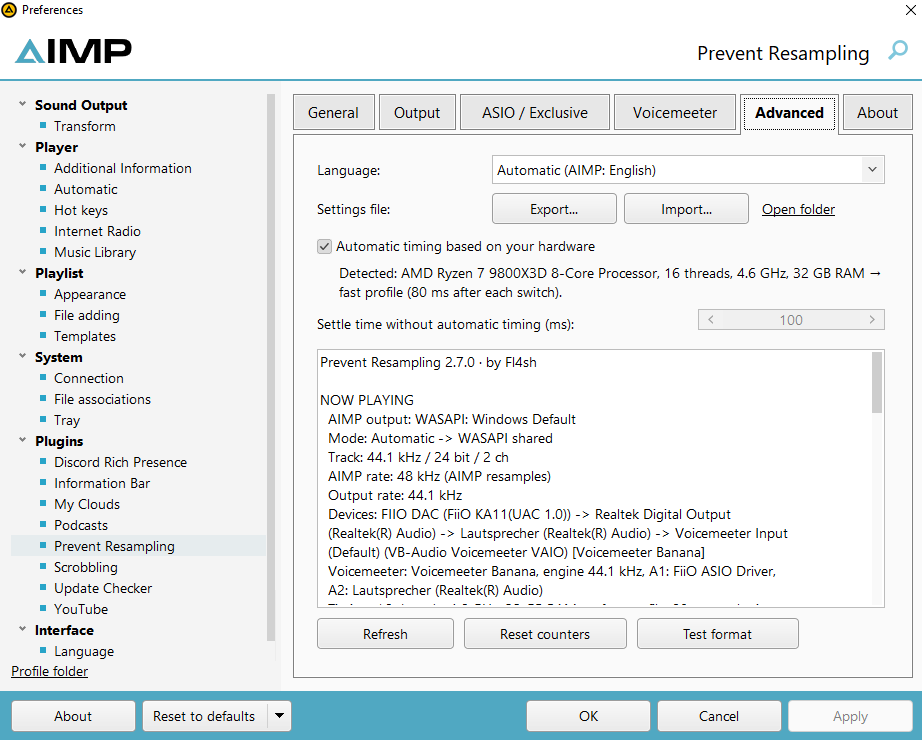 Preferences
AIMP
Prevent Resampling
Sound Output
Transform
Player
Additional Information
Automatic
Hot keys
Internet Radio
Music Library
Playlist
Appearance
File adding
Templates
System
Connection
File associations
Tray
Plugins
Discord Rich Presence
Information Bar
My Clouds
Podcasts
Prevent Resampling
Scrobbling
Update Checker
YouTube
Interface
Language
Profile folder
General Output ASIO / Exclusive Voicemeeter Advanced About
Language: Automatic (AIMP: English)
Settings file: Export... Import... Open folder
Automatic timing based on your hardware
Detected: AMD Ryzen 7 9800X3D 8-Core Processor, 16 threads, 4.6 GHz, 32 GB RAM →
fast profile (80 ms after each switch).
Settle time without automatic timing (ms): 100
Prevent Resampling 2.7.0 · by Fl4sh
NOW PLAYING
AIMP output: WASAPI: Windows Default
Mode: Automatic -> WASAPI shared
Track: 44.1 kHz / 24 bit / 2 ch
AIMP rate: 48 kHz (AIMP resamples)
Output rate: 44.1 kHz
Devices: FIIO DAC (FiiO KA11(UAC 1.0)) -> Realtek Digital Output
(Realtek(R) Audio) -> Lautsprecher (Realtek(R) Audio) -> Voicemeeter Input
(Default) (VB-Audio Voicemeeter VAIO) [Voicemeeter Banana]
Voicemeeter: Voicemeeter Banana, engine 44.1 kHz, A1: FiiO ASIO Driver,
A2: Lautsprecher (Realtek(R) Audio)
Refresh Reset counters Test format
About Reset to defaults OK Cancel Apply